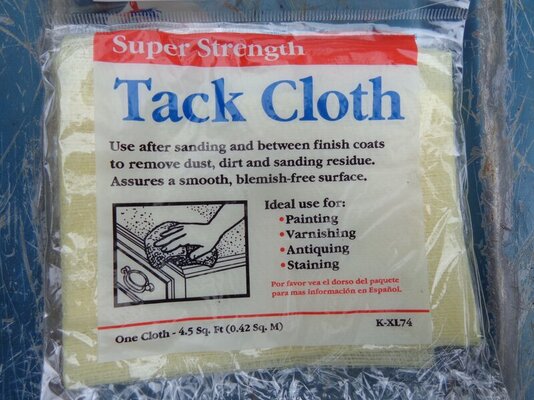 Super Strength
Tack Cloth
Use after sanding and between finish coats
to remove dust, dirt and sanding residue.
Assures a smooth, blemish-free surface.
Ideal use for:
•Painting
•Varnishing
•Antiquing
•Staining
Por favor vea el dorso del paquete
para mas información en Español.
One Cloth - 4.5 Sq. Ft (0.42 Sq. M)
K-XL74